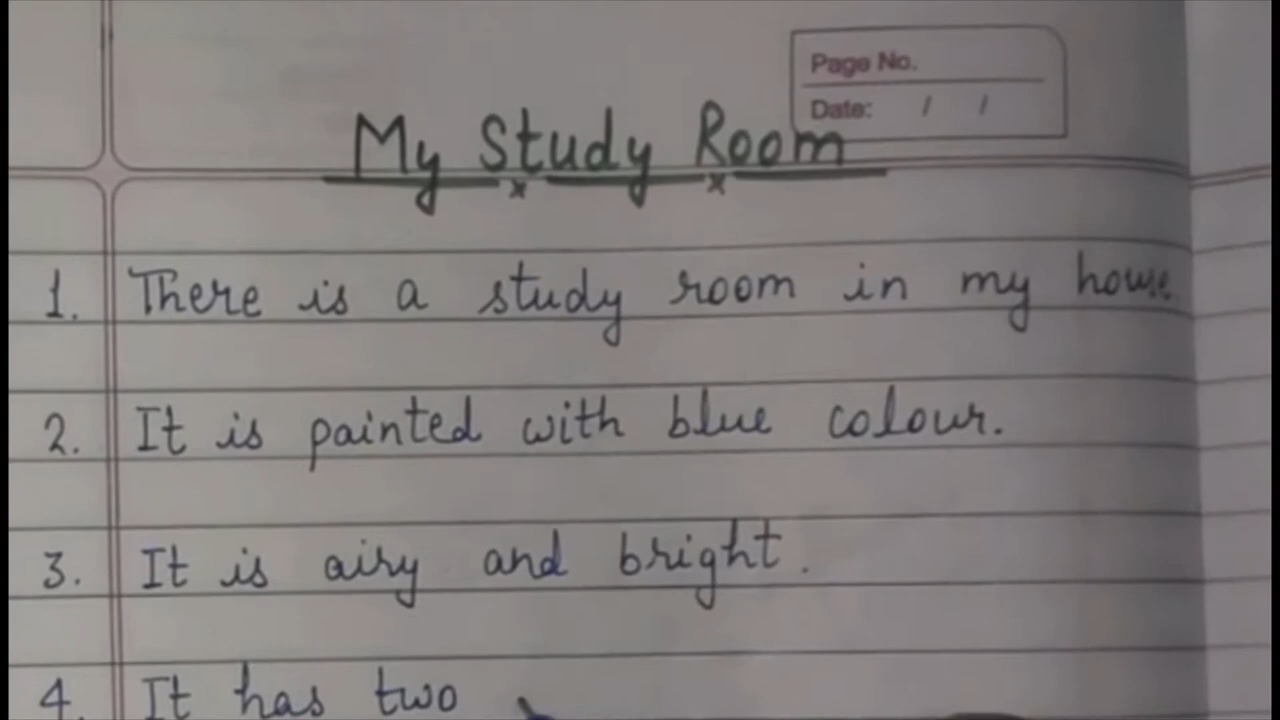 Page No.
Date: / /
My Study Room
1. There is a study room in my house.
2. It is painted with blue colour.
3. It is airy and bright.
4. It has two